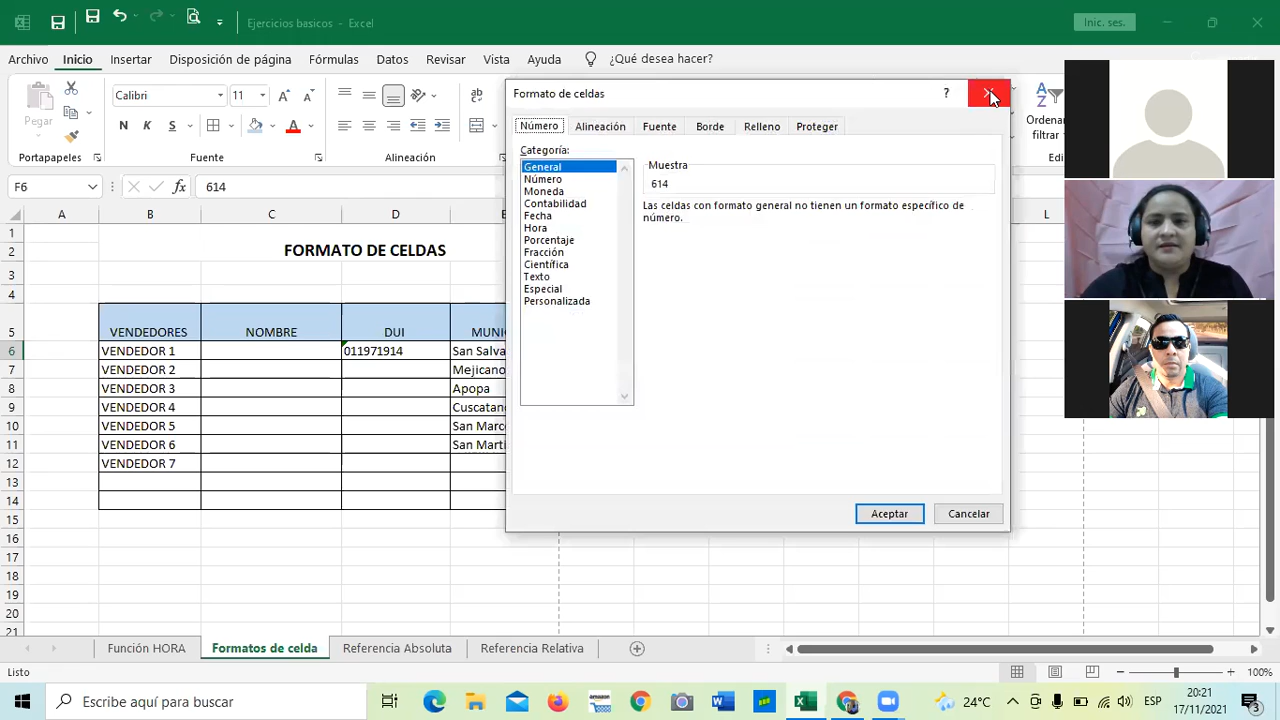 Ejercicios basicos - Excel
Inic. ses.
Archivo Inicio Insertar Disposición de página Fórmulas Datos Revisar Vista Ayuda ¿Qué desea hacer?
Pegar
Calibri 11
N K S
Portapapeles Fuente Alineación
Ordenar
filtrar
F6 614
A B C D L
1
2 FORMATO DE CELDAS
3
4
5 VENDEDORES NOMBRE DUI
6 VENDEDOR 1 011971914 San Salva
7 VENDEDOR 2 Mejicano
8 VENDEDOR 3 Apopa
9 VENDEDOR 4 Cuscatan
10 VENDEDOR 5 San Marc
11 VENDEDOR 6 San Marti
12 VENDEDOR 7
13
14
15
16
17
18
19
20
21
Formato de celdas ?
Número Alineación Fuente Borde Relleno Proteger
Categoría:
General
Número
Moneda
Contabilidad
Fecha
Hora
Porcentaje
Fracción
Científica
Texto
Especial
Personalizada
Muestra
614
Las celdas con formato general no tienen un formato específico de
número.
Aceptar Cancelar
Función HORA Formatos de celda Referencia Absoluta Referencia Relativa
Listo 100%
Escribe aquí para buscar
24°C ESP
20:21
17/11/2021
3